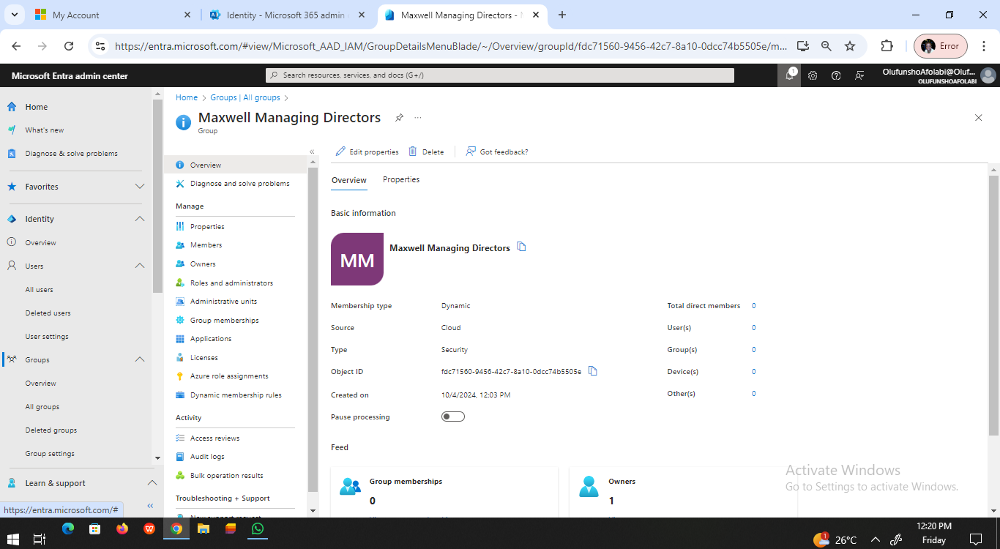 My Account
Identity - Microsoft 365 admin
Maxwell Managing Directors -
https://entra.microsoft.com/#view/Microsoft_AAD_IAM/GroupDetailsMenuBlade/~/Overview/groupId/fdc71560-9456-42c7-8a10-0dcc74b5505e/m...
Error
Microsoft Entra admin center
Search resources, services, and docs (G+/)
1
OlufunshoAfolabi@Oluf...
OLUFUNSHOAFOLABI
Home
What's new
Diagnose & solve problems
Favorites
Identity
Overview
Users
All users
Deleted users
User settings
Groups
Overview
All groups
Deleted groups
Group settings
Learn & support
https://entra.microsoft.com/#
Home > Groups | All groups >
Maxwell Managing Directors
...
Group
Overview
Diagnose and solve problems
Manage
Properties
Members
Owners
Roles and administrators
Administrative units
Group memberships
Applications
Licenses
Azure role assignments
Dynamic membership rules
Activity
Access reviews
Audit logs
Bulk operation results
Troubleshooting + Support
New support request
Edit properties
Delete
Got feedback?
Overview
Properties
Basic information
MM
Maxwell Managing Directors
Membership type Dynamic
Source Cloud
Type Security
Object ID fdc71560-9456-42c7-8a10-0dcc74b5505e
Created on 10/4/2024, 12:03 PM
Pause processing
Total direct members 0
User(s) 0
Group(s) 0
Device(s) 0
Other(s) 0
Feed
Group memberships
0
Owners
1
Activate Windows
Go to Settings to activate Windows.
1
26°C
12:20 PM
Friday